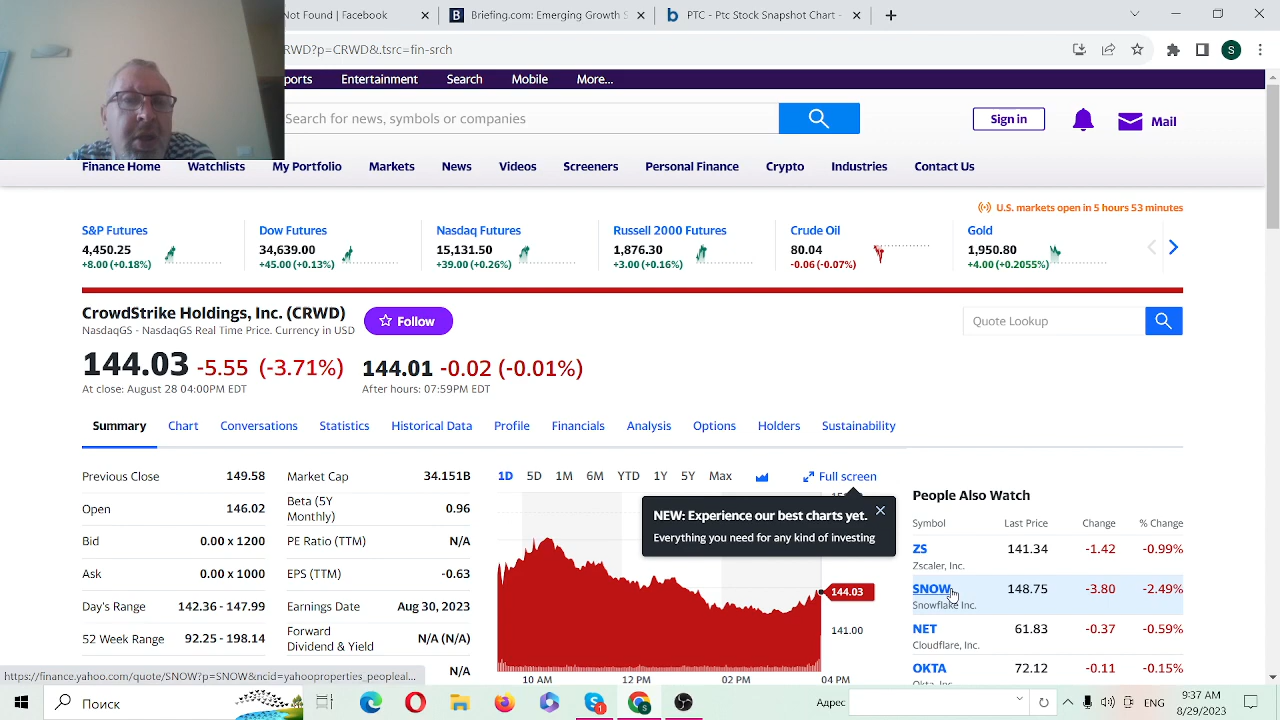 Not | Facebook
Briefing.com: Emailed Growth S
PTC - Ptc Stock Snapshot charts -
RWD?p=CRWD&.tsrc=fin-srch
S
ports Entertainment Search Mobile More...
Search for news, symbols or companies
Sign in Mail
Finance Home Watchlists My Portfolio Markets News Videos Screeners Personal Finance Crypto Industries Contact Us
U.S. markets open in 5 hours 53 minutes
S&P Futures Dow Futures Nasdaq Futures Russell 2000 Futures Crude Oil Gold
4,450.25 34,639.00 15,131.50 1,876.30 80.04 1,950.80
+8.00 (+0.18%) +45.00 (+0.13%) +39.00 (+0.26%) +3.00 (+0.16%) -0.06 (-0.07%) +4.00 (+0.2055%)
CrowdStrike Holdings, Inc. (CRWD) Follow
NasdaqGS - NasdaqGS Real Time Price. Currency in USD
Quote Lookup
144.03 -5.55 (-3.71%) 144.01 -0.02 (-0.01%)
At close: August 28 04:00PM EDT After hours: 07:59PM EDT
Summary Chart Conversations Statistics Historical Data Profile Financials Analysis Options Holders Sustainability
Previous Close 149.58 Market Cap 34.151B
Open 146.02 Beta (5Y Monthly) 0.96
Bid 0.00 x 1200 PE Ratio (TTM) N/A
Ask 0.00 x 1000 EPS (TTM) -0.63
Day's Range 142.36 - 147.99 Earnings Date Aug 30, 2023
52 Week Range 92.25 - 198.14 Forward Dividend & Yield N/A (N/A)
N/A
1D 5D 1M 6M YTD 1Y 5Y Max Full screen
NEW: Experience our best charts yet.
Everything you need for any kind of investing
144.03
141.00
10 AM 12 PM 02 PM 04 PM
People Also Watch
Symbol Last Price Change % Change
ZS 141.34 -1.42 -0.99%
Zscaler, Inc.
SNOW 148.75 -3.80 -2.49%
Snowflake Inc.
NET 61.83 -0.37 -0.59%
Cloudflare, Inc.
OKTA 72.12 -0.11 -0.15%
Okta, Inc.
Поиск
Адрес
ENG
9:37 AM
8/29/2023